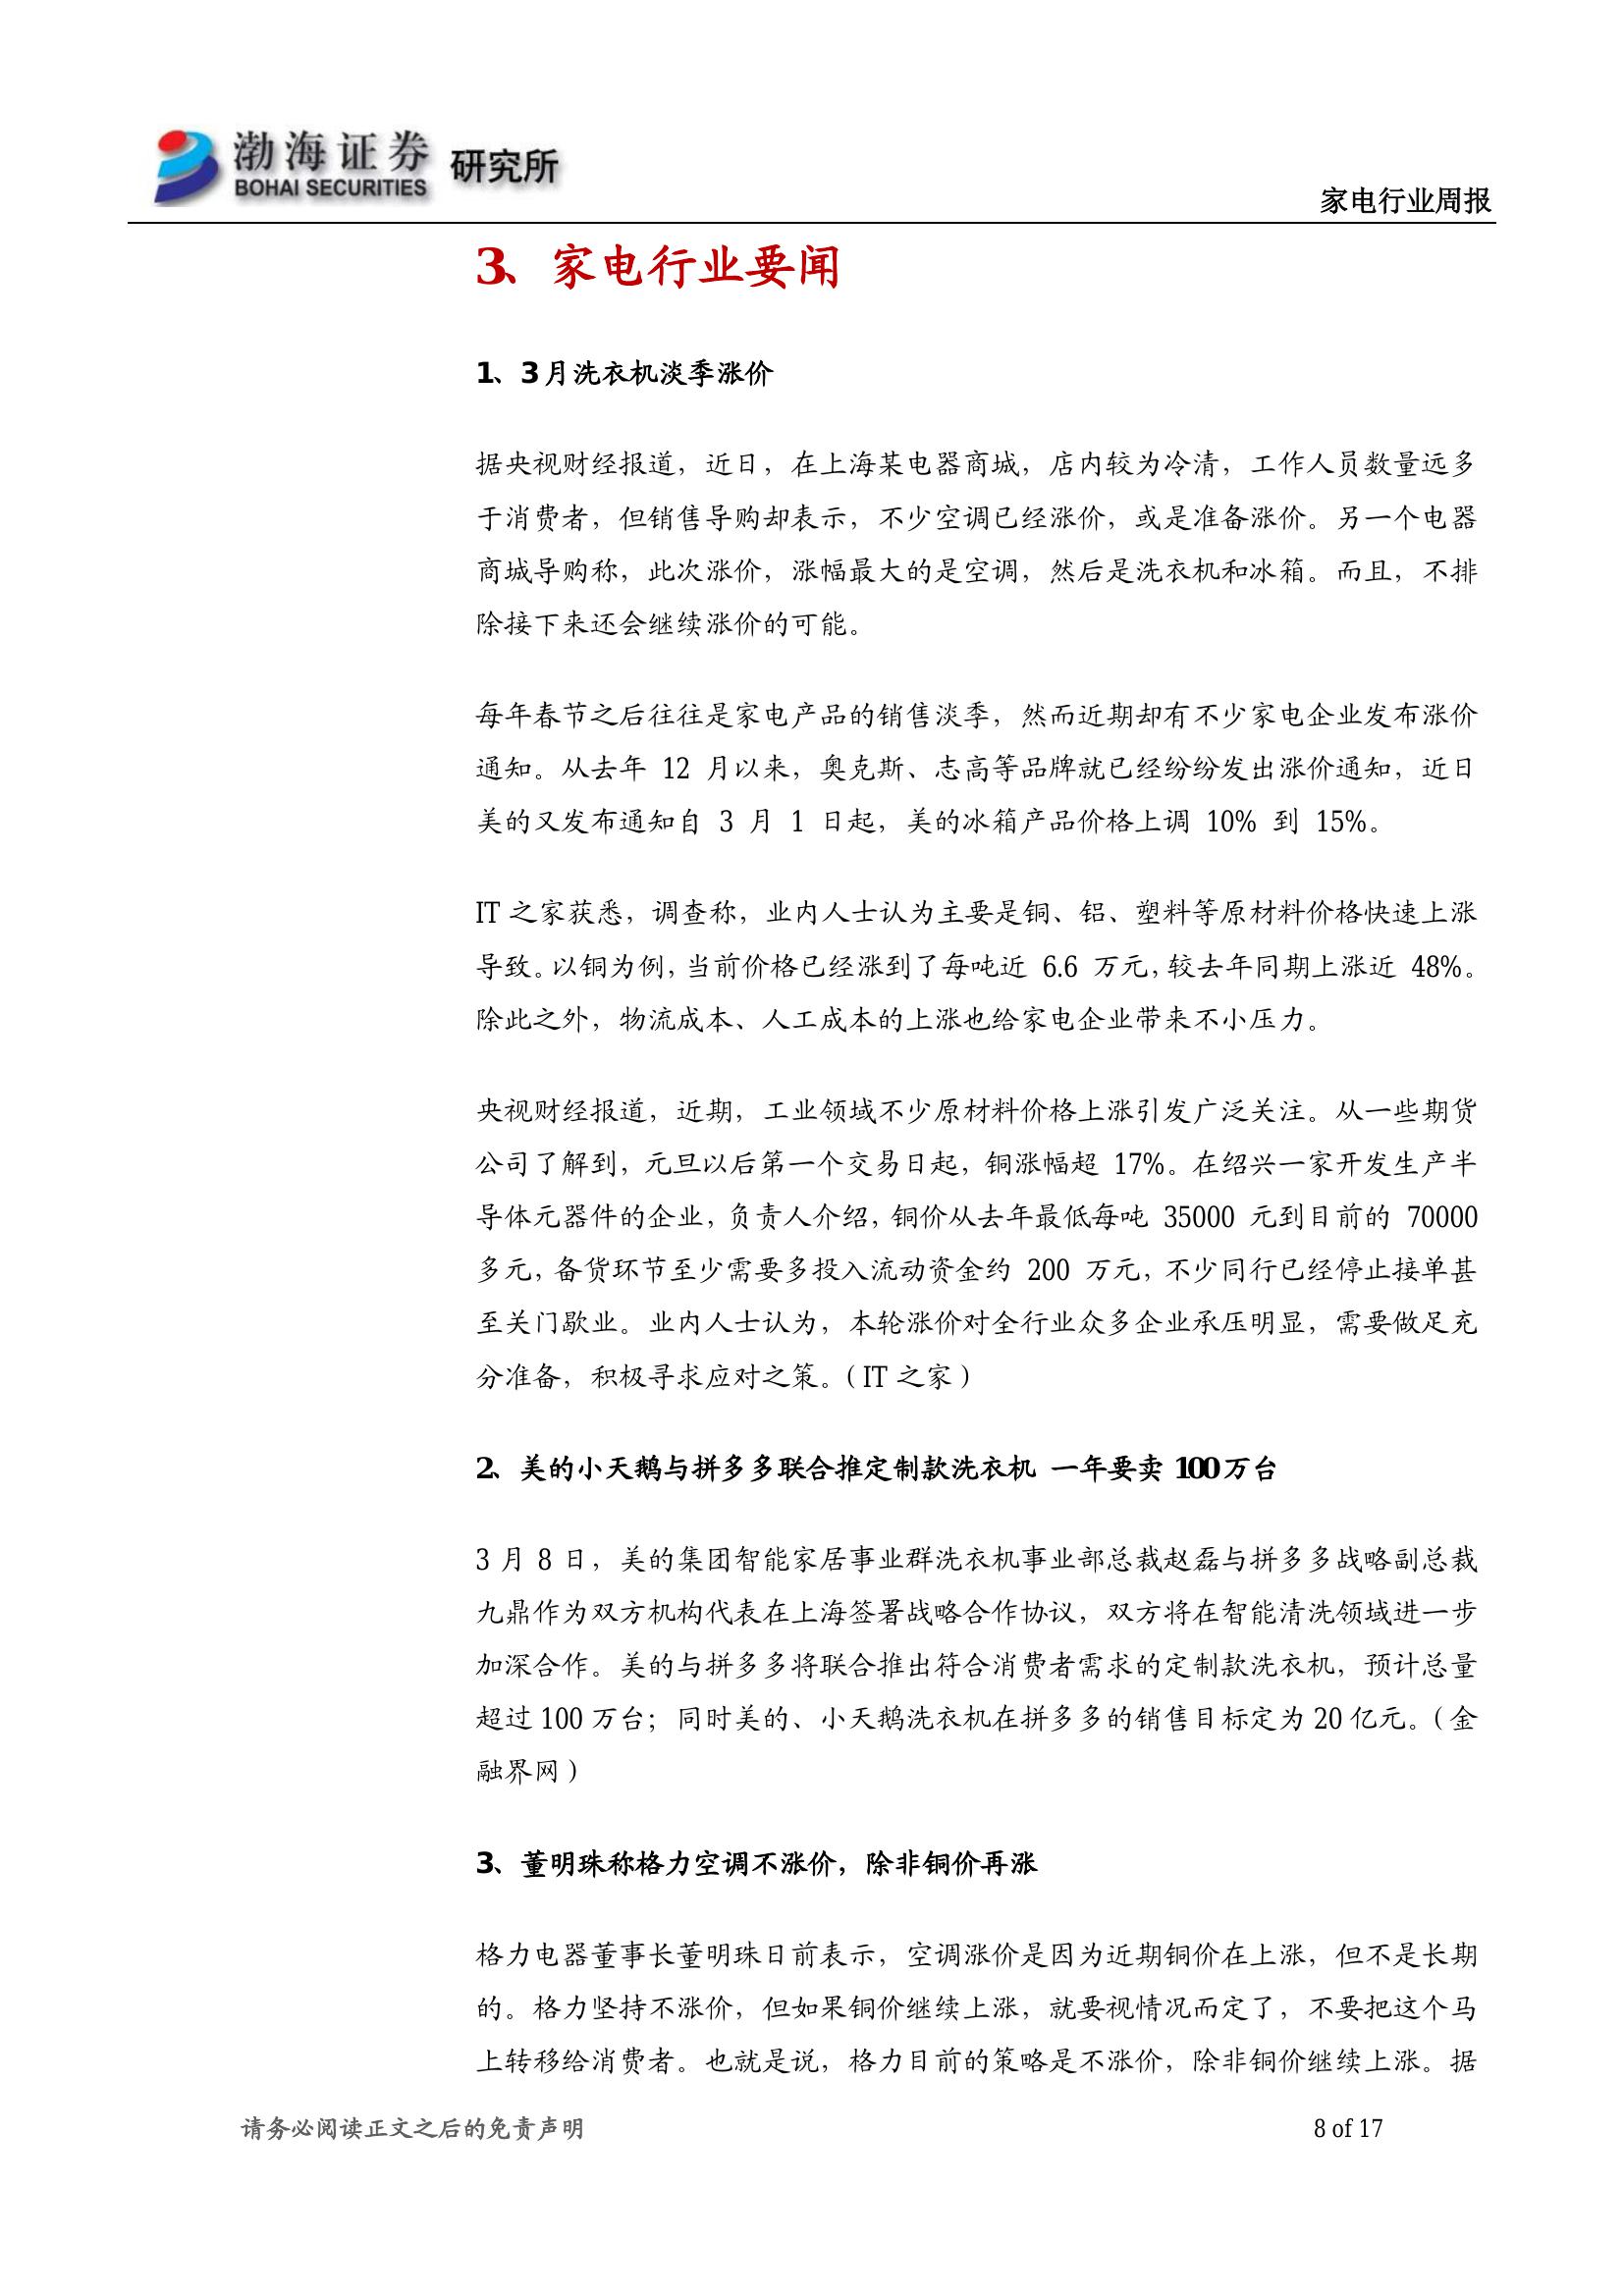 渤海证券 研究所
BOHAI SECURITIES
家电行业周报
3、家电行业要闻
1、3月洗衣机淡季涨价
据央视财经报道，近日，在上海某电器商城，店内较为冷清，工作人员数量远多
于消费者，但销售导购却表示，不少空调已经涨价，或是准备涨价。另一个电器
商城导购称，此次涨价，涨幅最大的是空调，然后是洗衣机和冰箱。而且，不排
除接下来还会继续涨价的可能。
每年春节之后往往是家电产品的销售淡季，然而近期却有不少家电企业发布涨价
通知。从去年 12 月以来，奥克斯、志高等品牌就已经纷纷发出涨价通知，近日
美的又发布通知自 3 月 1 日起，美的冰箱产品价格上调 10% 到 15%。
IT 之家获悉，调查称，业内人士认为主要是铜、铝、塑料等原材料价格快速上涨
导致。以铜为例，当前价格已经涨到了每吨近 6.6 万元，较去年同期上涨近 48%。
除此之外，物流成本、人工成本的上涨也给家电企业带来不小压力。
央视财经报道，近期，工业领域不少原材料价格上涨引发广泛关注。从一些期货
公司了解到，元旦以后第一个交易日起，铜涨幅超 17%。在绍兴一家开发生产半
导体元器件的企业，负责人介绍，铜价从去年最低每吨 35000 元到目前的 70000
多元，备货环节至少需要多投入流动资金约 200 万元，不少同行已经停止接单甚
至关门歇业。业内人士认为，本轮涨价对全行业众多企业承压明显，需要做足充
分准备，积极寻求应对之策。（IT 之家）
2、美的小天鹅与拼多多联合推定制款洗衣机 一年要卖 100 万台
3 月 8 日，美的集团智能家居事业群洗衣机事业部总裁赵磊与拼多多战略副总裁
九鼎作为双方机构代表在上海签署战略合作协议，双方将在智能清洗领域进一步
加深合作。美的与拼多多将联合推出符合消费者需求的定制款洗衣机，预计总量
超过 100 万台；同时美的、小天鹅洗衣机在拼多多的销售目标定为 20 亿元。（金
融界网）
3、董明珠称格力空调不涨价，除非铜价再涨
格力电器董事长董明珠日前表示，空调涨价是因为近期铜价在上涨，但不是长期
的。格力坚持不涨价，但如果铜价继续上涨，就要视情况而定了，不要把这个马
上转移给消费者。也就是说，格力目前的策略是不涨价，除非铜价继续上涨。据
请务必阅读正文之后的免责声明
8 of 17